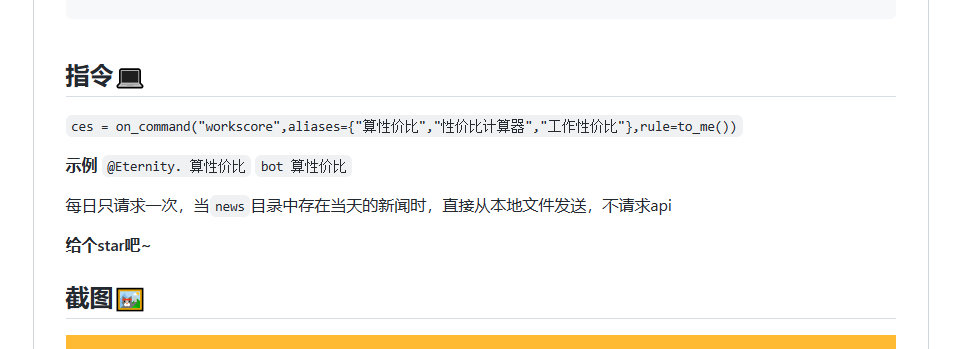 指令💻
ces = on_command("workscore",aliases={"算性价比","性价比计算器","工作性价比"},rule=to_me())
示例 @Eternity. 算性价比 bot 算性价比
每日只请求一次，当 news 目录中存在当天的新闻时，直接从本地文件发送，不请求api
给个star吧~
截图🖼